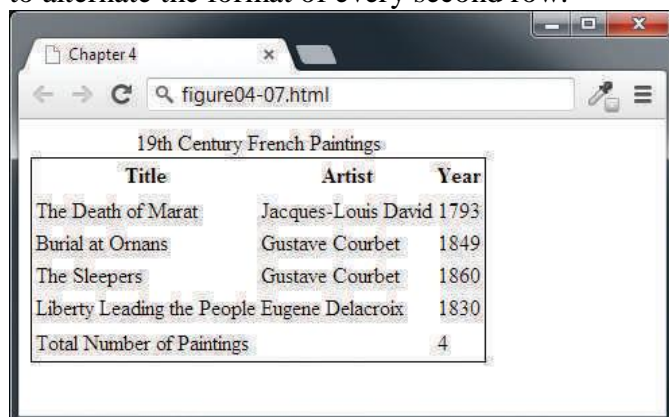 to alternate the format of every second row.
Chapter 4
figure04-07.html
19th Century French Paintings
Title Artist Year
The Death of Marat Jacques-Louis David 1793
Burial at Ornans Gustave Courbet 1849
The Sleepers Gustave Courbet 1860
Liberty Leading the People Eugene Delacroix 1830
Total Number of Paintings 4